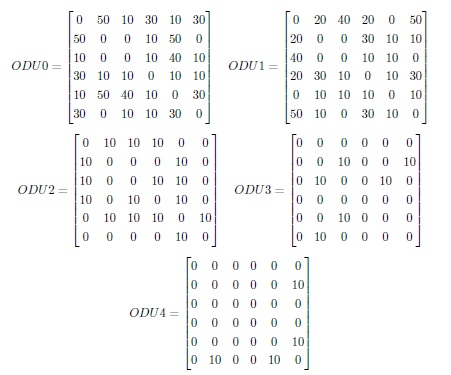 ODU0 =
0 50 10 30 10 30
50 0 0 10 50 0
10 0 0 10 40 10
30 10 10 0 10 10
10 50 40 10 0 30
30 0 10 10 30 0
ODU1 =
0 20 40 20 0 50
20 0 0 30 10 10
40 0 0 10 10 0
20 30 10 0 10 30
0 10 10 10 0 10
50 10 0 30 10 0
ODU2 =
0 10 10 10 0 0
10 0 0 0 10 0
10 0 0 10 10 0
10 0 10 0 10 0
0 10 10 10 0 10
0 0 0 0 10 0
ODU3 =
0 0 0 0 0 0
0 0 10 0 0 10
0 10 0 0 10 0
0 0 0 0 0 0
0 0 10 0 0 0
0 10 0 0 0 0
ODU4 =
0 0 0 0 0 0
0 0 0 0 0 10
0 0 0 0 0 0
0 0 0 0 0 0
0 0 0 0 0 10
0 10 0 0 10 0